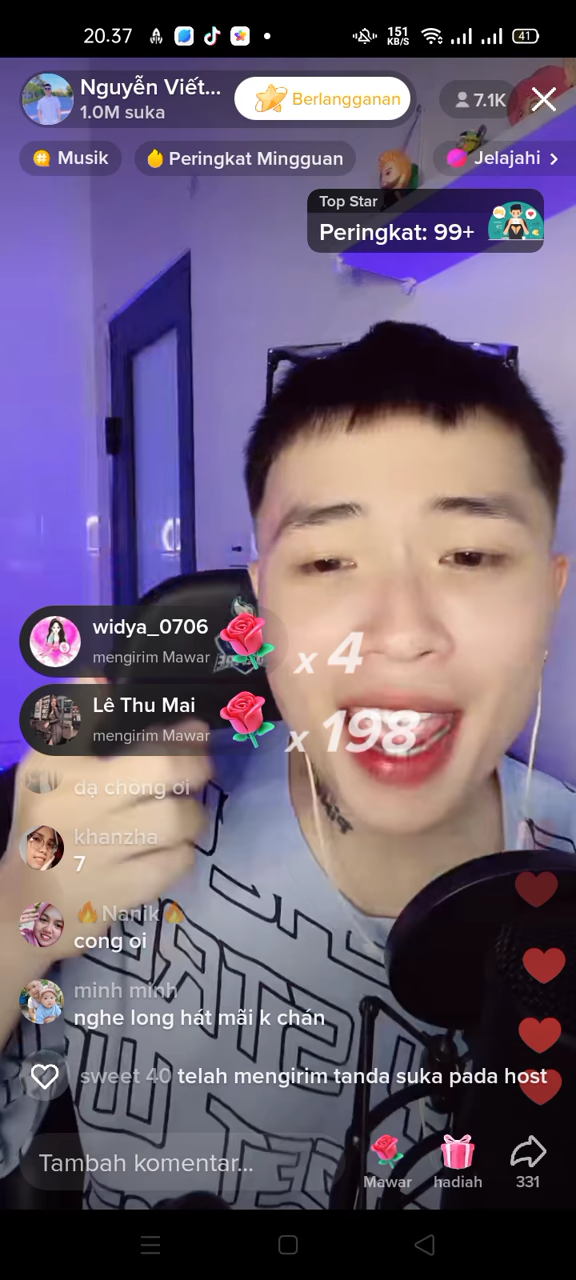 20.37
151
KB/S
41
Nguyễn Viết...
1.0M suka
Berlangganan
7.1K
Musik
Peringkat Mingguan
Jelajahi
Top Star
Peringkat: 99+
widya_0706
mengirim Mawar
x 4
Lê Thu Mai
mengirim Mawar
x 198
dạ chồng ơi
khanzha
7
🔥Nanik🔥
cong oi
minh minh
nghe long hát mãi k chán
sweet 40 telah mengirim tanda suka pada host
Tambah komentar...
Mawar
hadiah
331